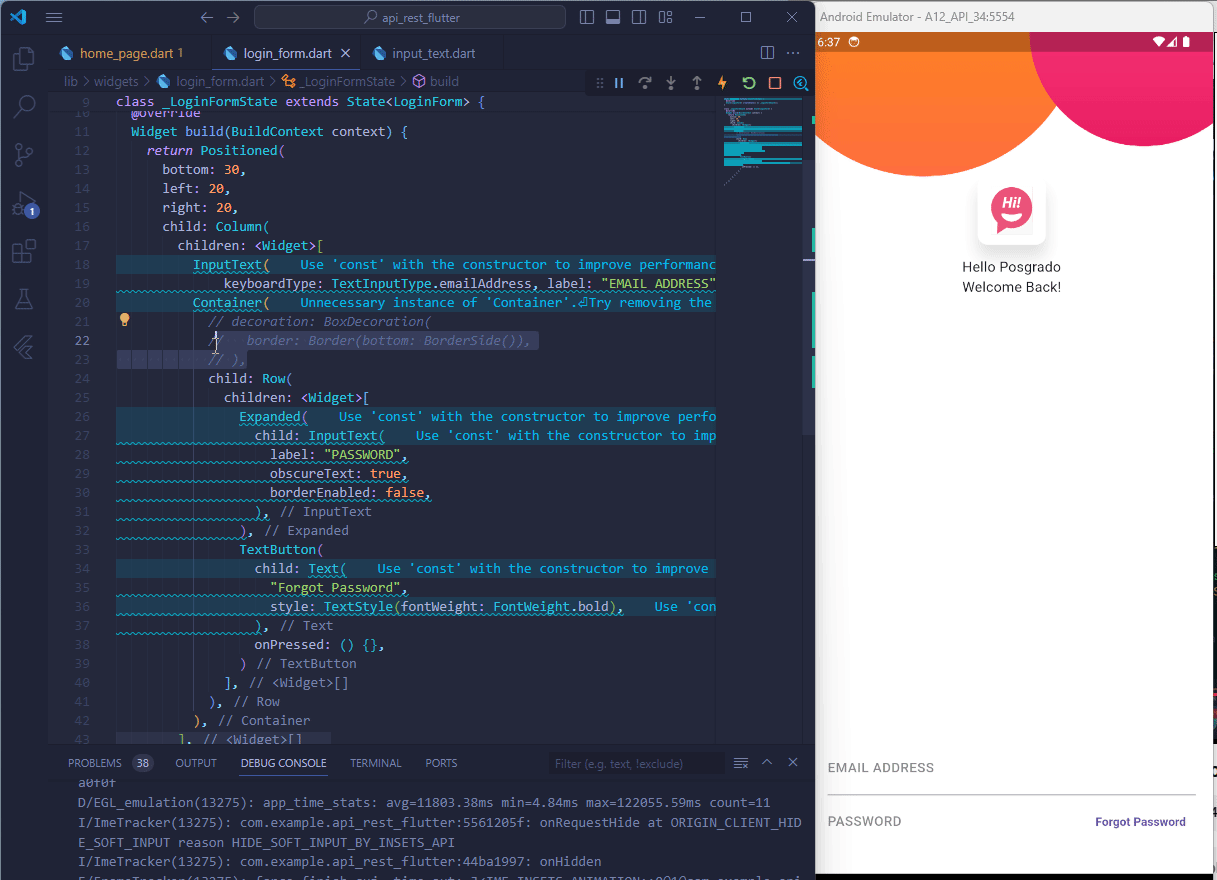 api_rest_flutter
home_page.dart 1
login_form.dart
input_text.dart
lib > widgets > login_form.dart > _LoginFormState > build
9 class _LoginFormState extends State<LoginForm> {
10 @override
11 Widget build(BuildContext context) {
12 return Positioned(
13 bottom: 30,
14 left: 20,
15 right: 20,
16 child: Column(
17 children: <Widget>[
18 InputText( Use 'const' with the constructor to improve performanc
19 keyboardType: TextInputType.emailAddress, label: "EMAIL ADDRESS"
20 Container( Unnecessary instance of 'Container'.⏎Try removing the
21 // decoration: BoxDecoration(
22 // border: Border(bottom: BorderSide()),
23 // ),
24 child: Row(
25 children: <Widget>[
26 Expanded( Use 'const' with the constructor to improve perfo
27 child: InputText( Use 'const' with the constructor to imp
28 label: "PASSWORD",
29 obscureText: true,
30 borderEnabled: false,
31 ), // InputText
32 ), // Expanded
33 TextButton(
34 child: Text( Use 'const' with the constructor to improve
35 "Forgot Password",
36 style: TextStyle(fontWeight: FontWeight.bold), Use 'con
37 ), // Text
38 onPressed: () {},
39 ) // TextButton
40 ], // <Widget>[]
41 ), // Row
42 ), // Container
43 ], // <Widget>[]
1
PROBLEMS 38 OUTPUT DEBUG CONSOLE TERMINAL PORTS
Filter (e.g. text, !exclude)
a0f0f
D/EGL_emulation(13275): app_time_stats: avg=11803.38ms min=4.84ms max=122055.59ms count=11
I/ImeTracker(13275): com.example.api_rest_flutter:5561205f: onRequestHide at ORIGIN_CLIENT_HID
E_SOFT_INPUT reason HIDE_SOFT_INPUT_BY_INSETS_API
I/ImeTracker(13275): com.example.api_rest_flutter:44ba1997: onHidden
Android Emulator - A12_API_34:5554
6:37
Hi!
Hello Posgrado
Welcome Back!
EMAIL ADDRESS
PASSWORD
Forgot Password